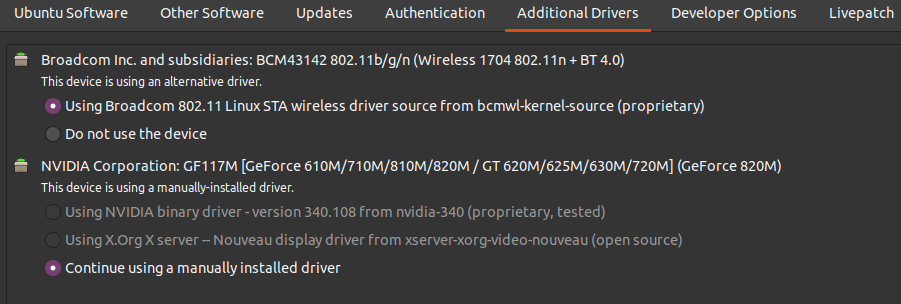 Ubuntu Software Other Software Updates Authentication Additional Drivers Developer Options Livepatch
Broadcom Inc. and subsidiaries: BCM43142 802.11b/g/n (Wireless 1704 802.11n + BT 4.0)
This device is using an alternative driver.
Using Broadcom 802.11 Linux STA wireless driver source from bcmwl-kernel-source (proprietary)
Do not use the device
NVIDIA Corporation: GF117M [GeForce 610M/710M/810M/820M / GT 620M/625M/630M/720M] (GeForce 820M)
This device is using a manually-installed driver.
Using NVIDIA binary driver - version 340.108 from nvidia-340 (proprietary, tested)
Using X.Org X server -- Nouveau display driver from xserver-xorg-video-nouveau (open source)
Continue using a manually installed driver